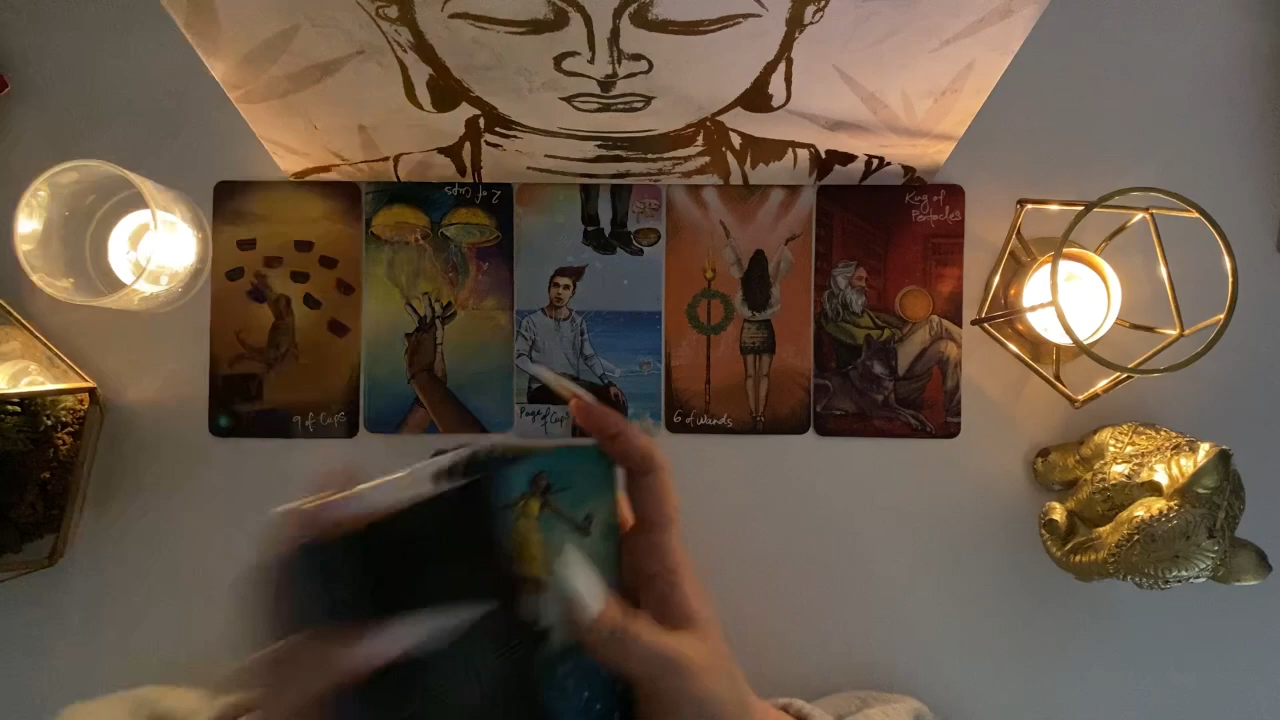 9 of Cups
2 of Cups
Page of
Cups
6 of Wands
King of
Pentacles